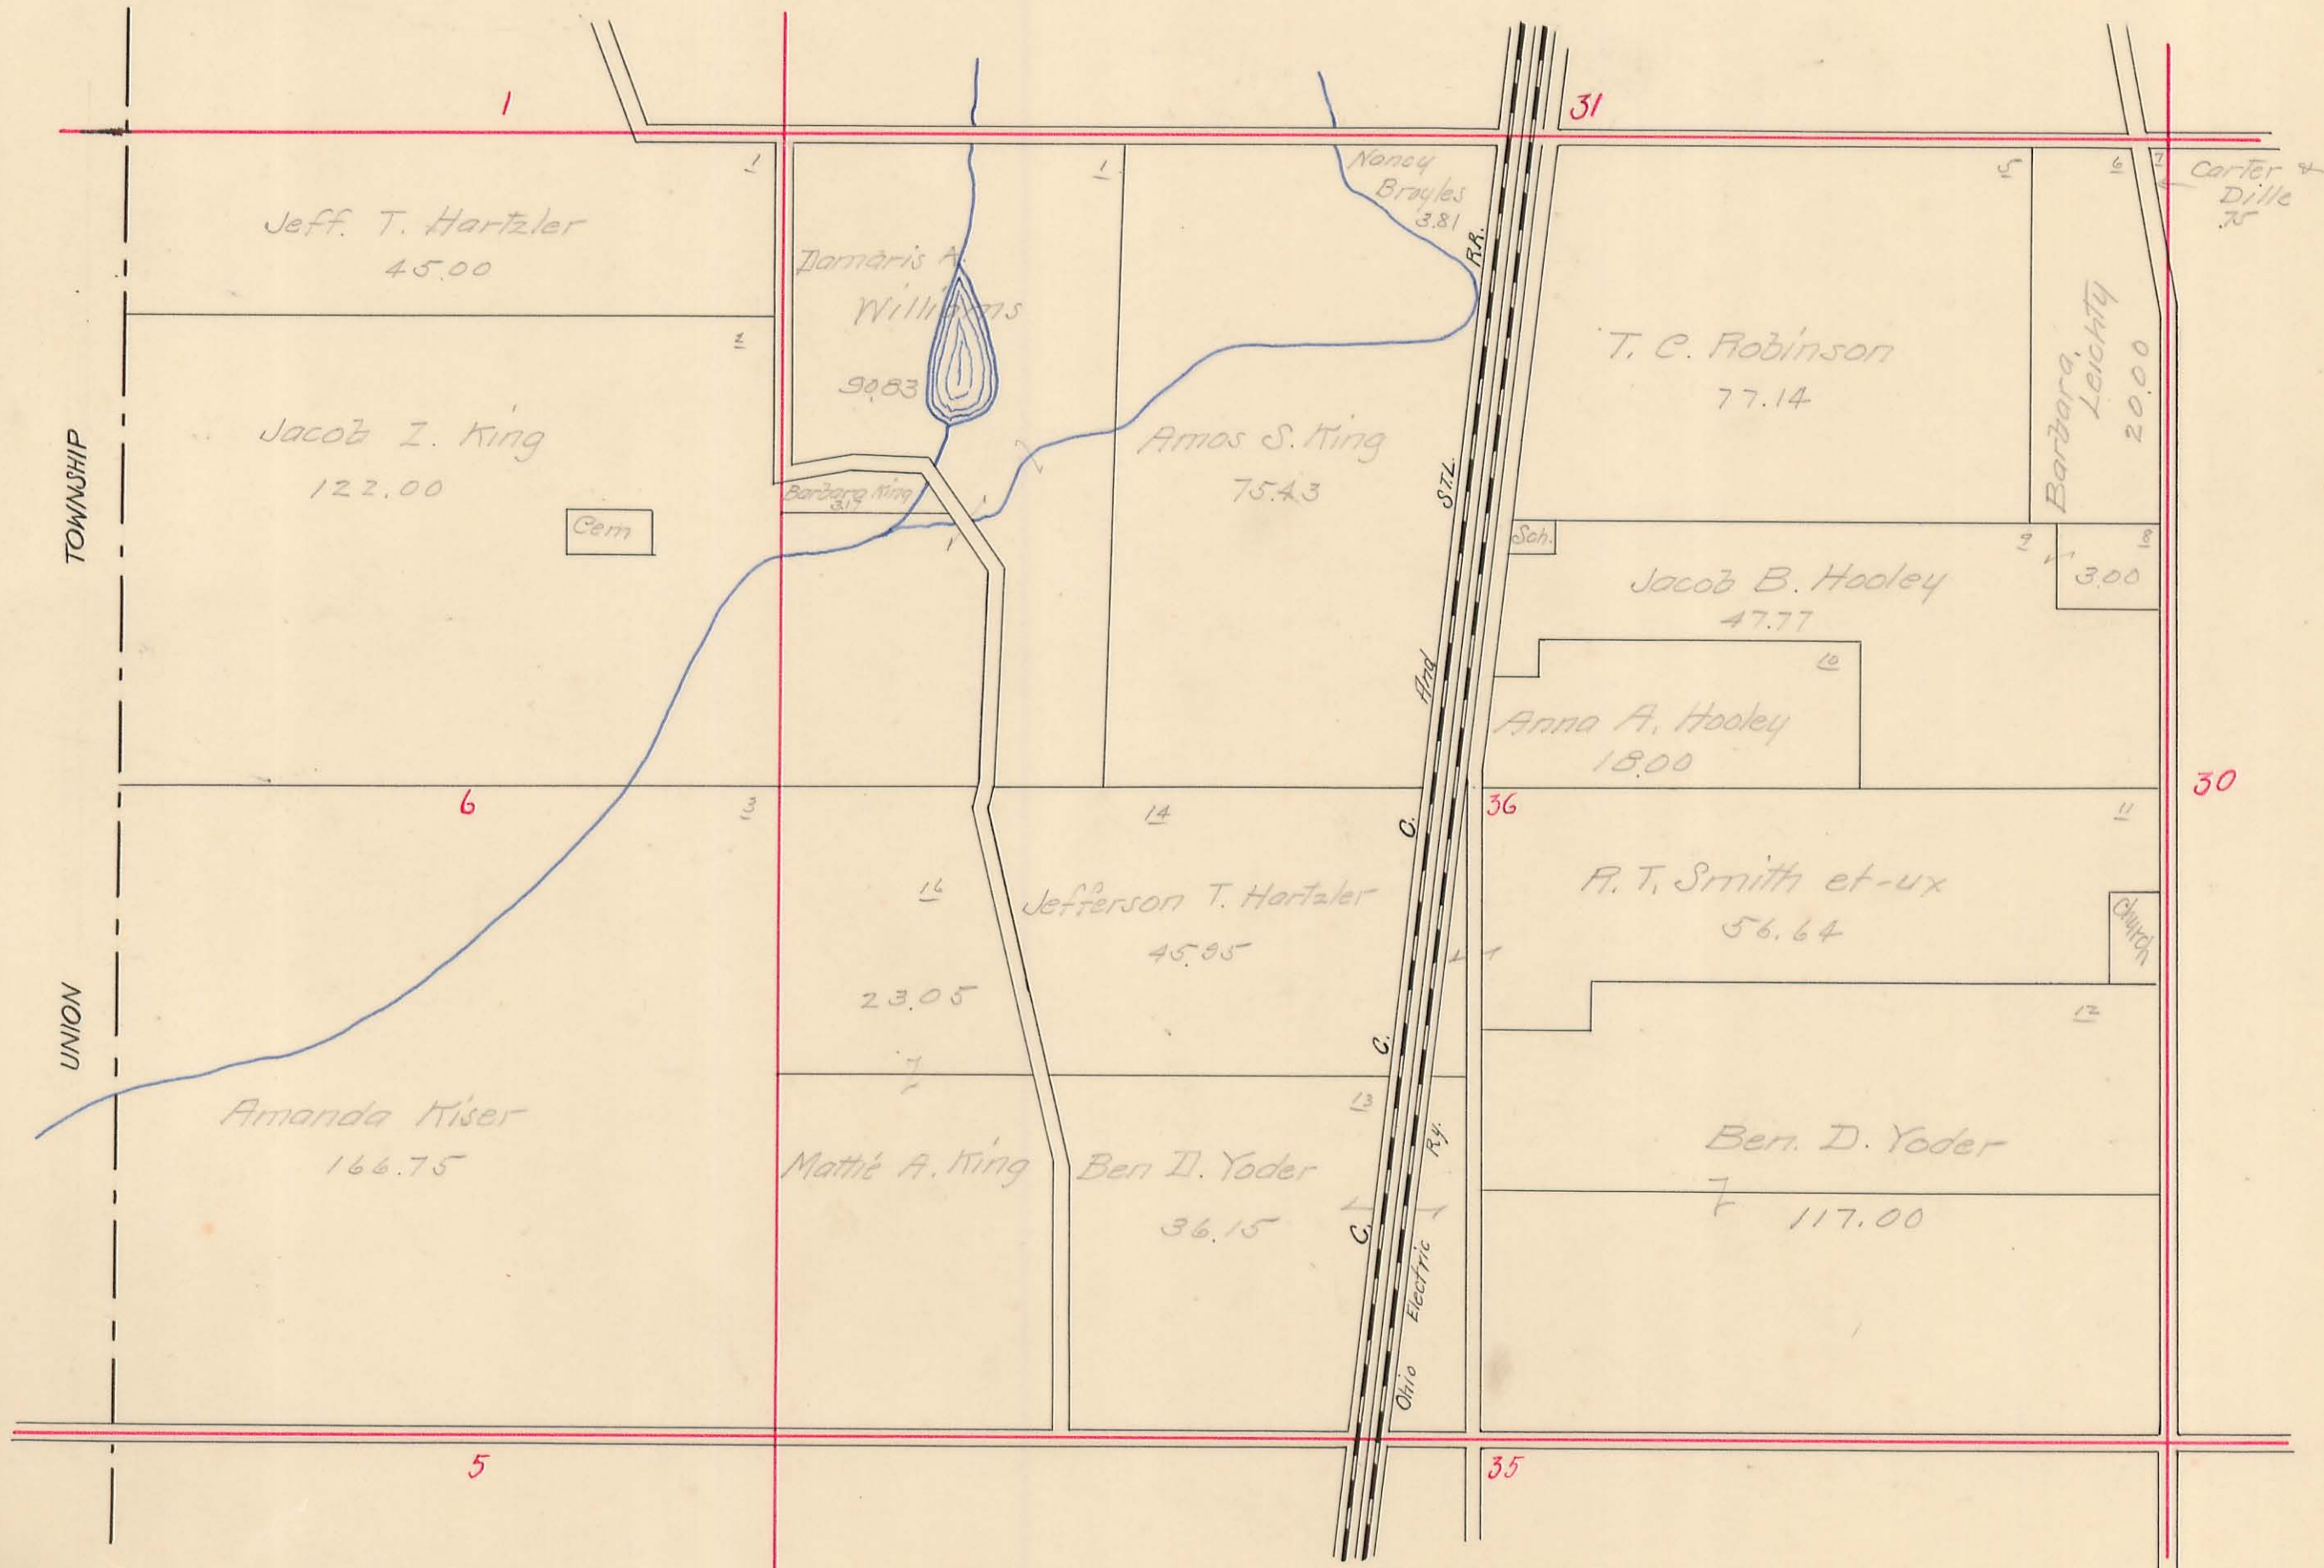 1
31
1
1
5
6
7
Carter &
Dille
.75
Nancy
Broyles
3.81
Jeff. T. Hartzler
45.00
Damaris A.
Williams
90.83
R.R.
2
T. C. Robinson
77.14
Barbara
Leichty
20.00
Jacob Z. King
122.00
Cem
Barbara King
3.17
Amos S. King
75.43
ST.L.
TOWNSHIP
Sch.
9
8
3.00
Jacob B. Hooley
47.77
10
And
Anna A. Hooley
18.00
6
3
14
C.
36
11
30
16
Jefferson T. Hartzler
45.95
R. T. Smith et-ux
56.64
Church
23.05
UNION
C.
12
13
Amanda Kiser
166.75
Mattie A. King
Ben D. Yoder
36.15
C.
Ohio Electric Ry.
Ben. D. Yoder
117.00
5
35